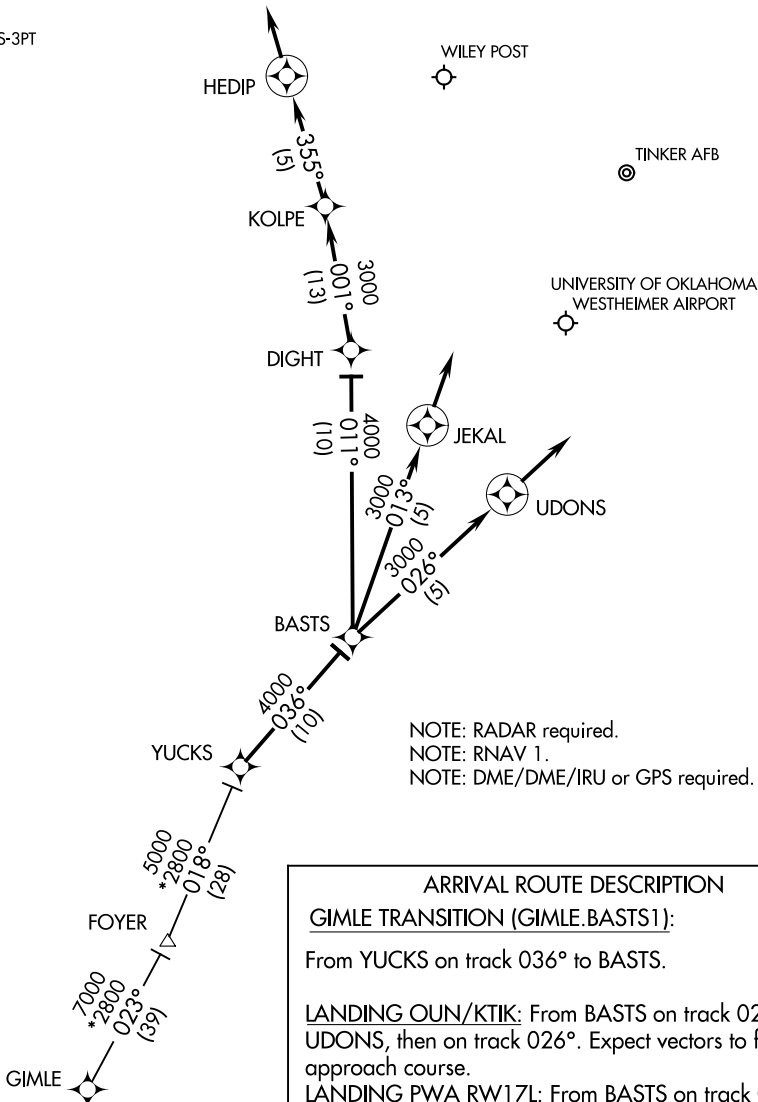 S-3PT
WILEY POST
HEDIP
TINKER AFB
355°
(5)
KOLPE
UNIVERSITY OF OKLAHOMA
WESTHEIMER AIRPORT
3000
001°
(13)
DIGHT
4000
011°
(10)
JEKAL
3000
013°
(5)
UDONS
3000
026°
(5)
BASTS
4000
036°
(10)
NOTE: RADAR required.
NOTE: RNAV 1.
NOTE: DME/DME/IRU or GPS required.
YUCKS
5000
*2800
018°
(28)
FOYER
7000
*2800
023°
(39)
GIMLE
ARRIVAL ROUTE DESCRIPTION
GIMLE TRANSITION (GIMLE.BASTS1):
From YUCKS on track 036° to BASTS.
LANDING OUN/KTIK: From BASTS on track 02
UDONS, then on track 026°. Expect vectors to f
approach course.
LANDING PWA RW17L: From BASTS on track